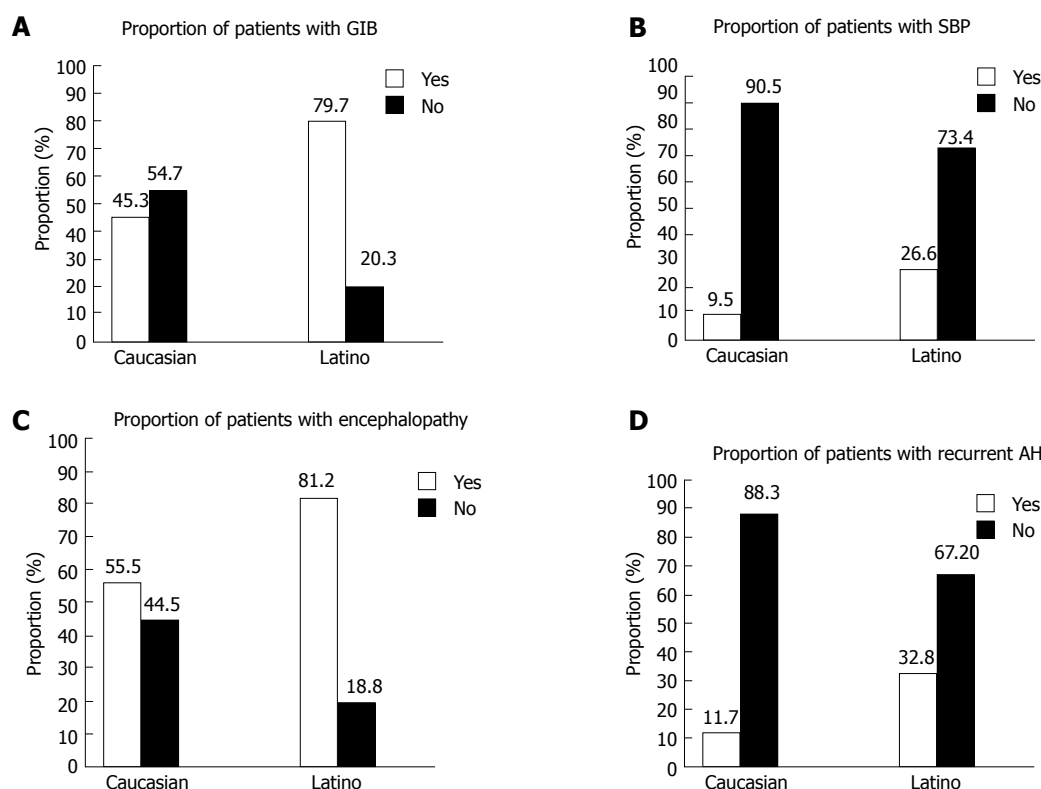 A
Proportion of patients with GIB
Proportion (%)
100
90
80
70
60
50
40
30
20
10
0
Yes
No
45.3
54.7
79.7
20.3
Caucasian
Latino
B
Proportion of patients with SBP
Proportion (%)
100
90
80
70
60
50
40
30
20
10
0
Yes
No
9.5
90.5
26.6
73.4
Caucasian
Latino
C
Proportion of patients with encephalopathy
Proportion (%)
100
90
80
70
60
50
40
30
20
10
0
Yes
No
55.5
44.5
81.2
18.8
Caucasian
Latino
D
Proportion of patients with recurrent AH
Proportion (%)
100
90
80
70
60
50
40
30
20
10
0
Yes
No
11.7
88.3
32.8
67.20
Caucasian
Latino